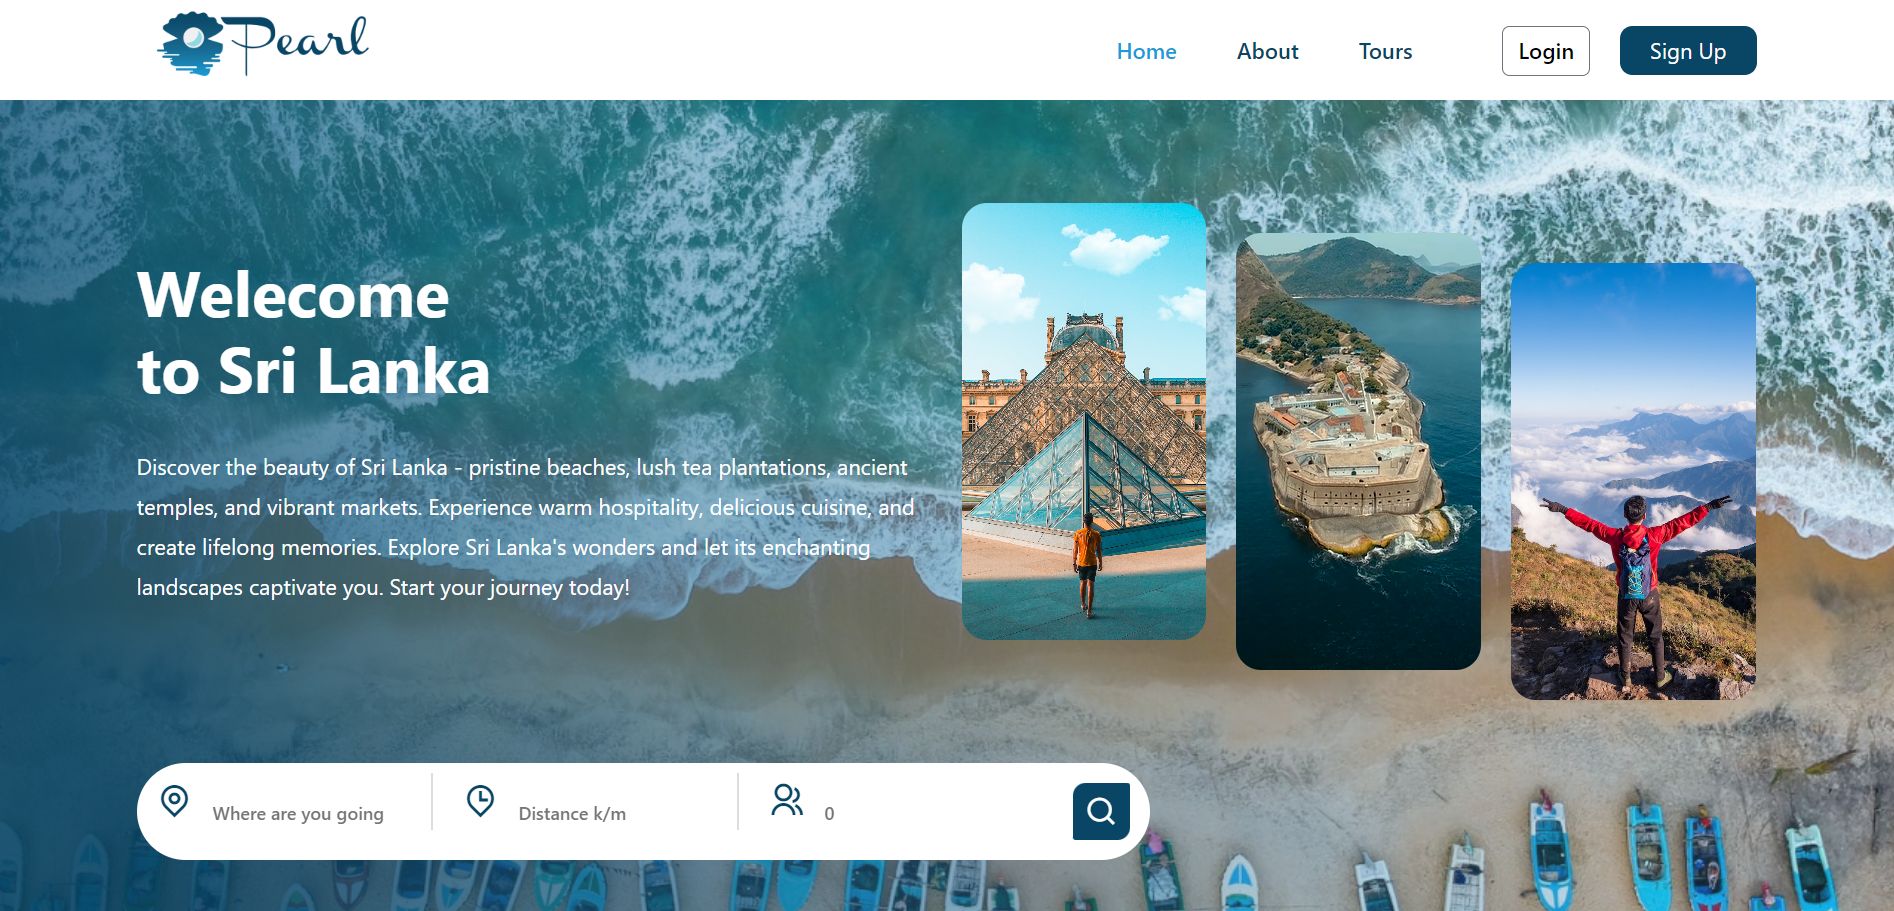 Pearl
Home
About
Tours
Login
Sign Up
Welecome
to Sri Lanka
Discover the beauty of Sri Lanka - pristine beaches, lush tea plantations, ancient
temples, and vibrant markets. Experience warm hospitality, delicious cuisine, and
create lifelong memories. Explore Sri Lanka's wonders and let its enchanting
landscapes captivate you. Start your journey today!
Where are you going
Distance k/m
0